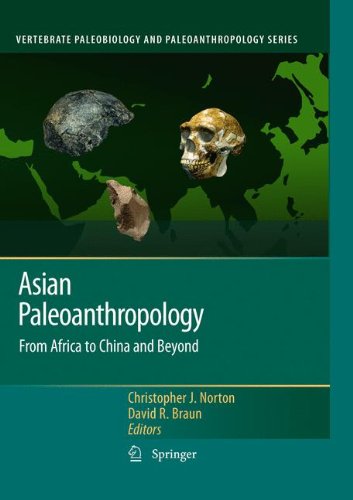 VERTEBRATE PALEOBIOLOGY AND PALEOANTHROPOLOGY SERIES
Asian
Paleoanthropology
From Africa to China and Beyond
Christopher J. Norton
David R. Braun
Editors
Springer